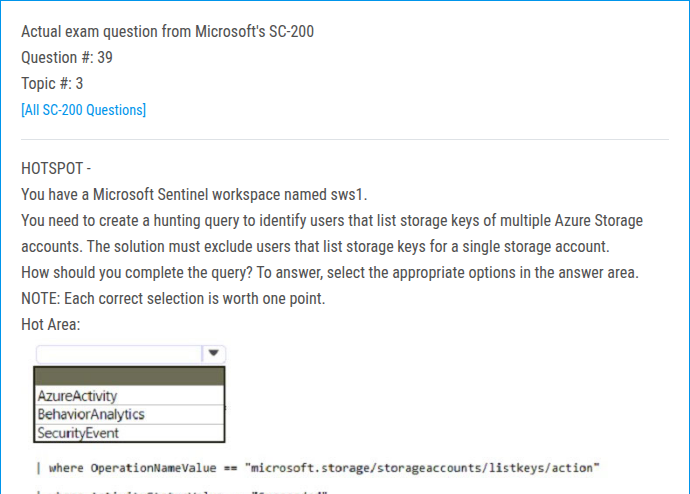 Actual exam question from Microsoft's SC-200
Question #: 39
Topic #: 3
[All SC-200 Questions]
HOTSPOT -
You have a Microsoft Sentinel workspace named sws1.
You need to create a hunting query to identify users that list storage keys of multiple Azure Storage
accounts. The solution must exclude users that list storage keys for a single storage account.
How should you complete the query? To answer, select the appropriate options in the answer area.
NOTE: Each correct selection is worth one point.
Hot Area:
AzureActivity
BehaviorAnalytics
SecurityEvent
| where OperationNameValue == "microsoft.storage/storageaccounts/listkeys/action"